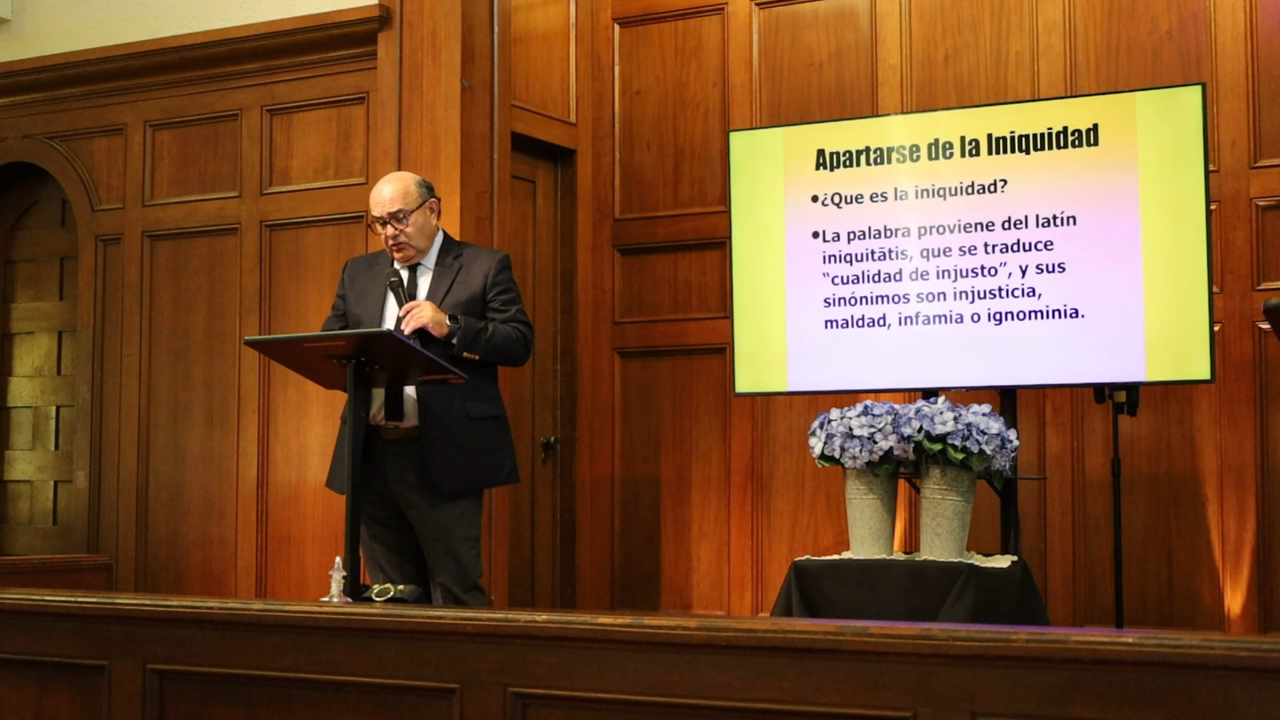 Apartarse de la Iniquidad
•¿Que es la iniquidad?
•La palabra proviene del latín
iniquitātis, que se traduce
“cualidad de injusto”, y sus
sinónimos son injusticia,
maldad, infamia o ignominia.